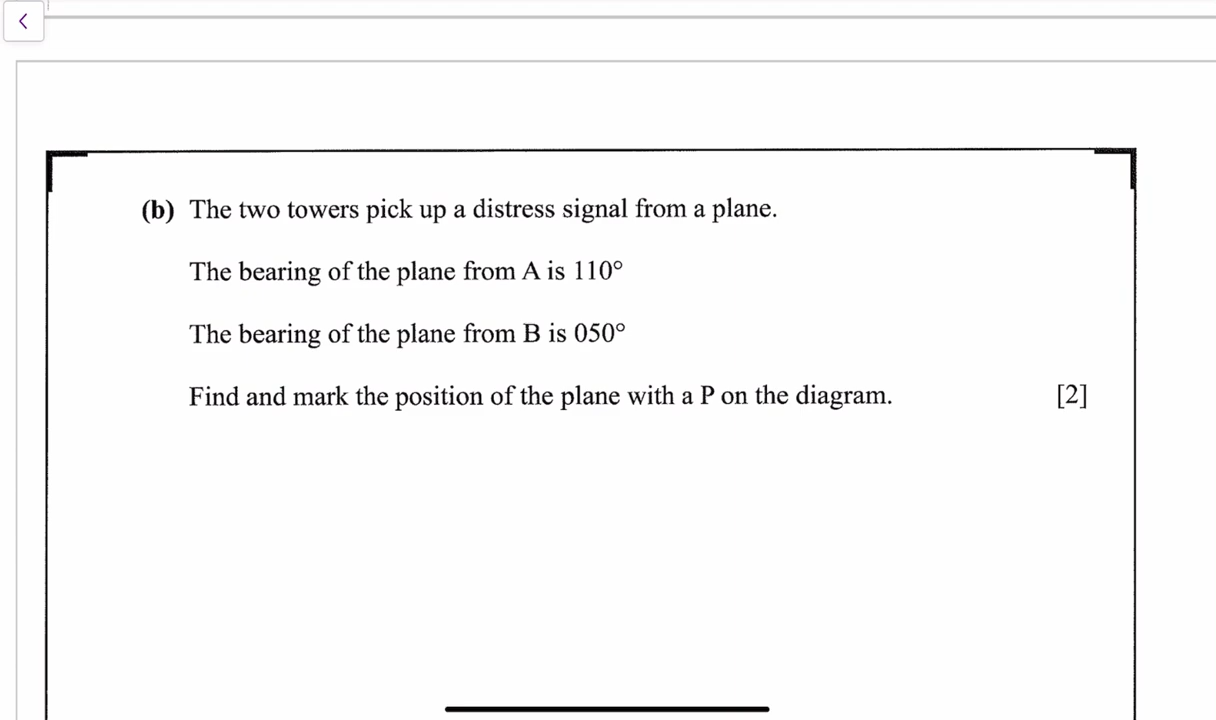 (b) The two towers pick up a distress signal from a plane.
The bearing of the plane from A is 110°
The bearing of the plane from B is 050°
Find and mark the position of the plane with a P on the diagram. [2]